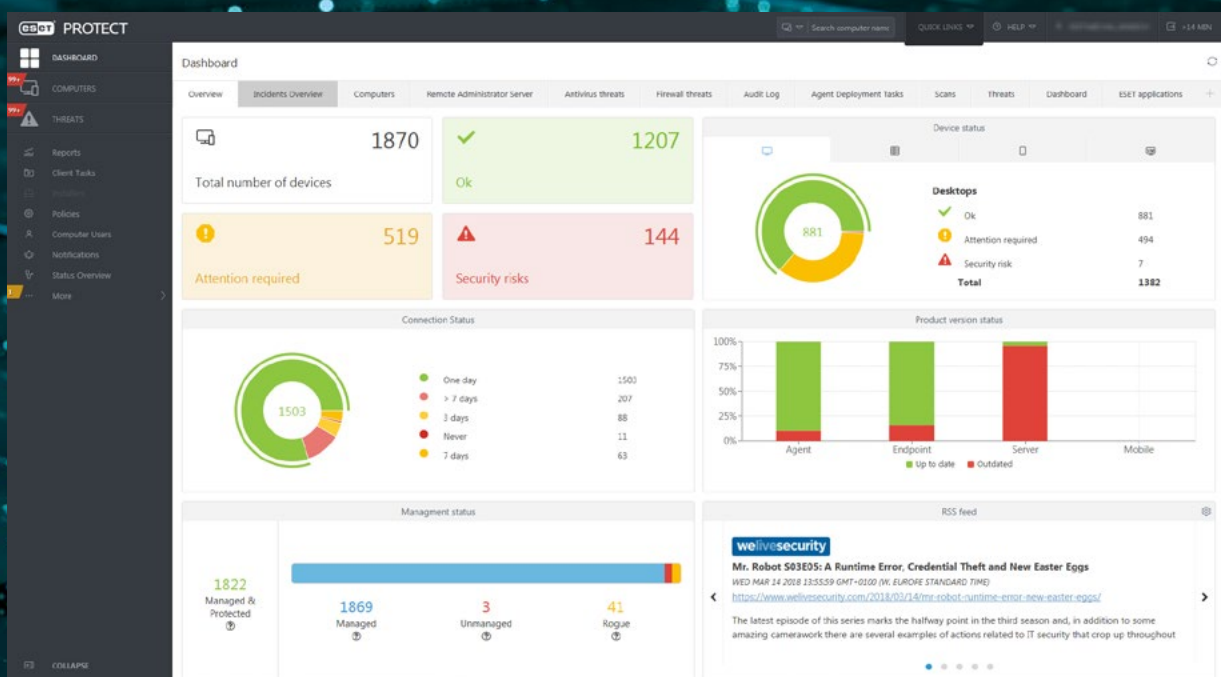 eset PROTECT
Search computer name
QUICK LINKS
HELP
>14 MIN
DASHBOARD
99+
COMPUTERS
99+
THREATS
Reports
Client Tasks
Installers
Policies
Computer Users
Notifications
Status Overview
More
COLLAPSE
Dashboard
Overview
Incidents Overview
Computers
Remote Administrator Server
Antivirus threats
Firewall threats
Audit Log
Agent Deployment Tasks
Scans
Threats
Dashboard
ESET applications
1870
Total number of devices
1207
Ok
519
Attention required
144
Security risks
Device status
881
Desktops
Ok 881
Attention required 494
Security risk 7
Total 1382
Connection Status
1503
One day 1503
> 7 days 207
3 days 88
Never 11
7 days 63
Product version status
100%
75%
50%
25%
0%
Agent Endpoint Server Mobile
Up to date Outdated
Managment status
1822
Managed &
Protected
1869
Managed
3
Unmanaged
41
Rogue
RSS feed
welivesecurity
Mr. Robot S03E05: A Runtime Error, Credential Theft and New Easter Eggs
WED MAR 14 2018 13:55:59 GMT+0100 (W. EUROPE STANDARD TIME)
https://www.welivesecurity.com/2018/03/14/mr-robot-runtime-error-new-easter-eggs/
The latest episode of this series marks the halfway point in the third season and, in addition to some
amazing camerawork there are several examples of actions related to IT security that crop up throughout